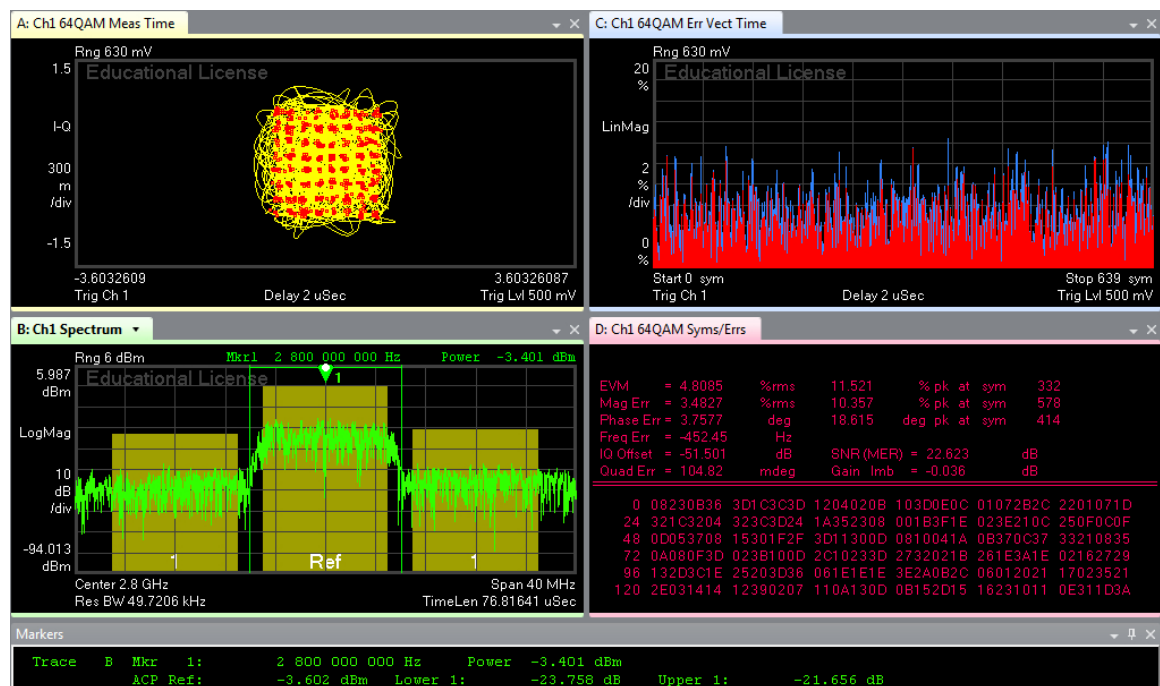 A: Ch1 64QAM Meas Time
Rng 630 mV
1.5
Educational License
I-Q
300
m
/div
-1.5
-3.6032609
3.60326087
Trig Ch 1
Delay 2 uSec
Trig Lvl 500 mV
C: Ch1 64QAM Err Vect Time
Rng 630 mV
20
%
Educational License
LinMag
2
%
/div
0
%
Start 0 sym
Stop 639 sym
Trig Ch 1
Delay 2 uSec
Trig Lvl 500 mV
B: Ch1 Spectrum
Rng 6 dBm
Mkr1 2 800 000 000 Hz Power -3.401 dBm
5.987
dBm
Educational License
1
LogMag
10
dB
/div
-94.013
dBm
1
Ref
1
Center 2.8 GHz
Span 40 MHz
Res BW 49.7206 kHz
TimeLen 76.81641 uSec
D: Ch1 64QAM Syms/Errs
EVM = 4.8085 %rms 11.521 % pk at sym 332
Mag Err = 3.4827 %rms 10.357 % pk at sym 578
Phase Err = 3.7577 deg 18.615 deg pk at sym 414
Freq Err = -452.45 Hz
IQ Offset = -51.501 dB SNR(MER) = 22.623 dB
Quad Err = 104.82 mdeg Gain Imb = -0.036 dB
0 08230B36 3D1C3C3D 1204020B 103D0E0C 01072B2C 2201071D
24 321C3204 323C3D24 1A352308 001B3F1E 023E210C 250F0C0F
48 0D053708 15301F2F 3D11300D 0810041A 0B370C37 33210835
72 0A080F3D 023B100D 2C10233D 2732021B 261E3A1E 02162729
96 132D3C1E 25203D36 061E1E1E 3E2A0B2C 06012021 17023521
120 2E031414 12390207 110A130D 0B152D15 16231011 0E311D3A
Markers
Trace B Mkr 1: 2 800 000 000 Hz Power -3.401 dBm
ACP Ref: -3.602 dBm Lower 1: -23.758 dB Upper 1: -21.656 dB